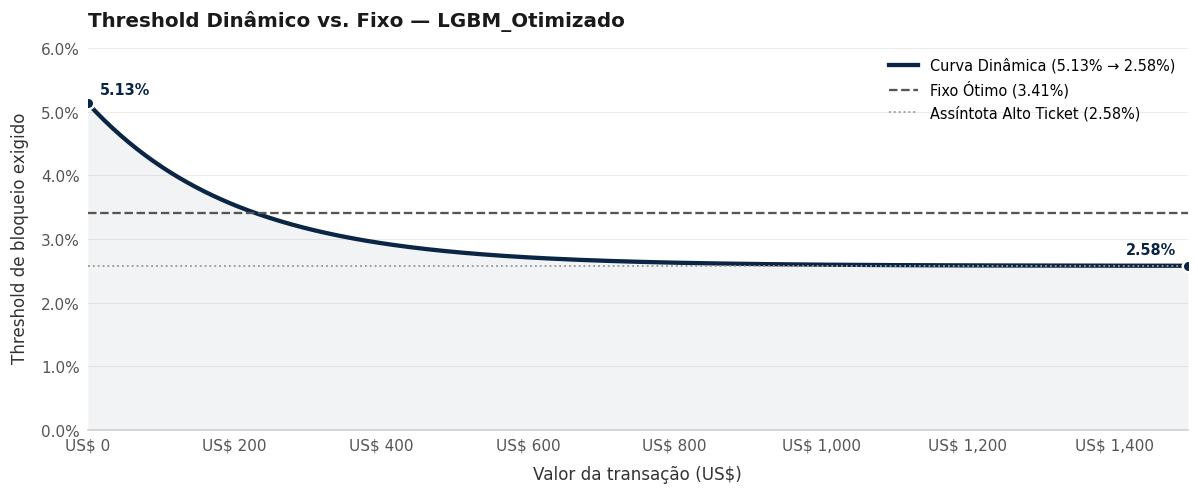 Threshold Dinâmico vs. Fixo — LGBM_Otimizado
6.0%
5.0%
4.0%
3.0%
2.0%
1.0%
0.0%
Threshold de bloqueio exigido
5.13%
Curva Dinâmica (5.13% → 2.58%)
Fixo Ótimo (3.41%)
Assíntota Alto Ticket (2.58%)
2.58%
US$ 0
US$ 200
US$ 400
US$ 600
US$ 800
US$ 1,000
US$ 1,200
US$ 1,400
Valor da transação (US$)